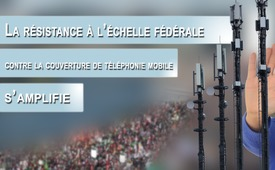 La résistance à l'échelle fédérale
contre la couverture de téléphonie mobile
s'amplifie